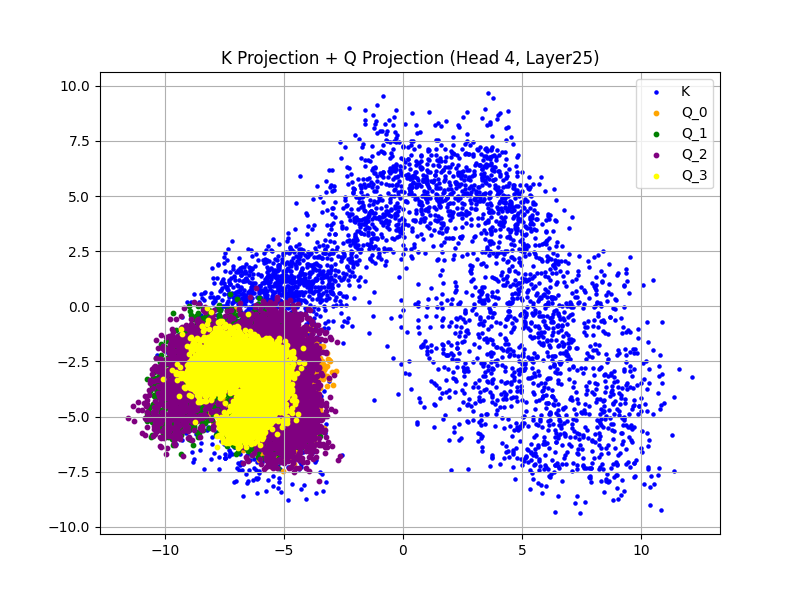 K Projection + Q Projection (Head 4, Layer25)
10.0
7.5
5.0
2.5
0.0
−2.5
−5.0
−7.5
−10.0
−10
−5
0
5
10
K
Q_0
Q_1
Q_2
Q_3